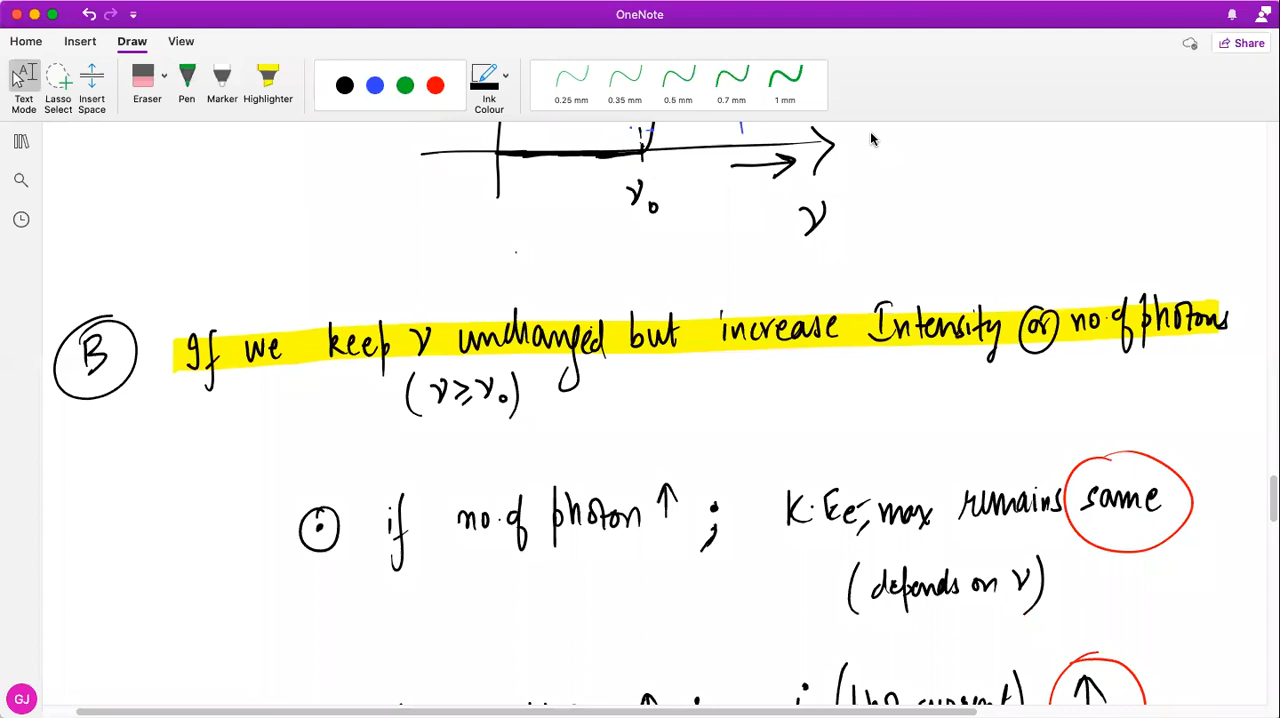 OneNote
Home Insert Draw View
Share
Text Mode
Lasso Select
Insert Space
Eraser
Pen
Marker
Highlighter
Ink Colour
0.25 mm
0.35 mm
0.5 mm
0.7 mm
1 mm
ν₀
ν
B If we keep ν unchanged but increase Intensity or no. of photons
(ν ≥ ν₀)
⊙ if no. of photon ↑ ; K.Ee⁻,max remains same
(depends on ν)
↑ ; i (pho current) ↑
GJ